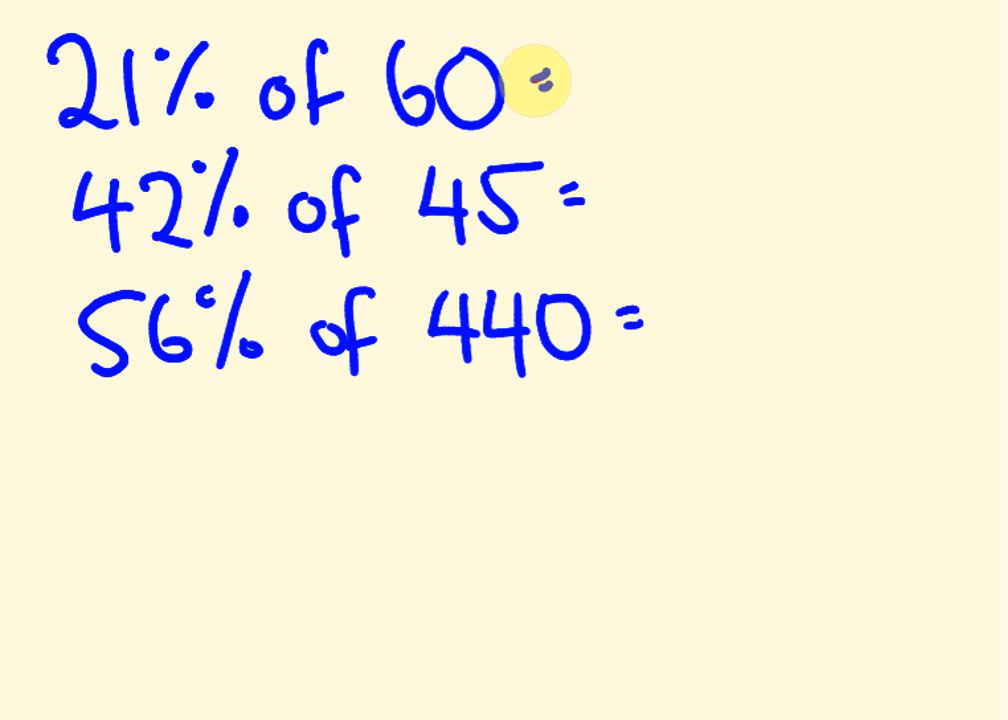 21% of 60=
42% of 45=
56% of 440=